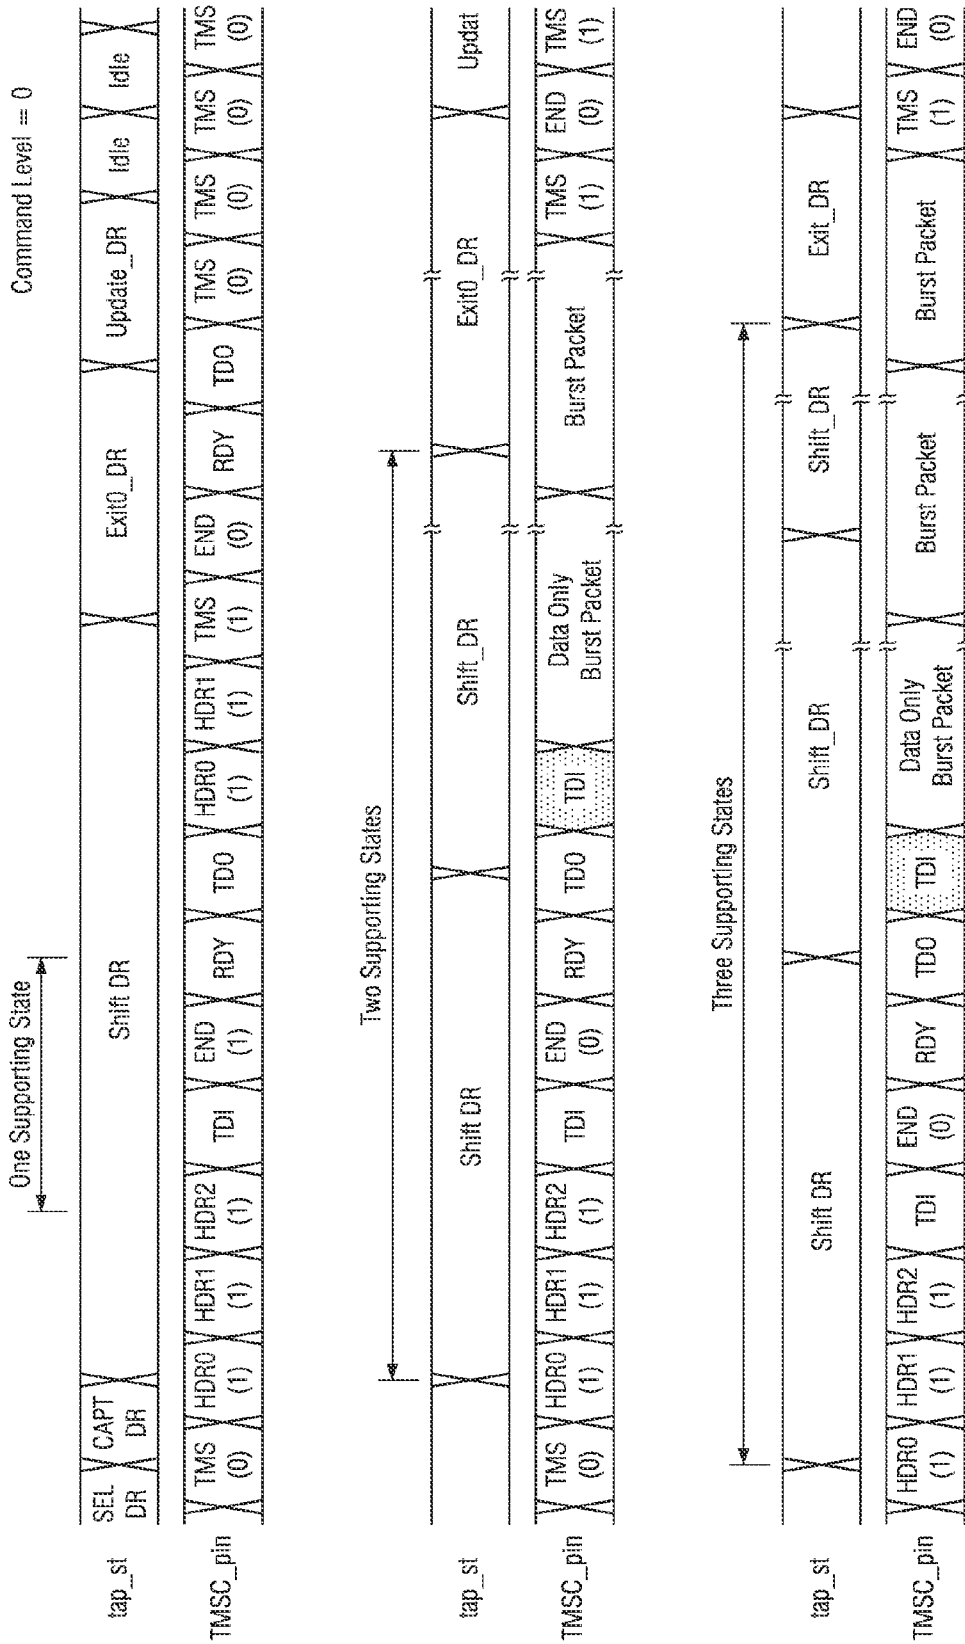 Command Level == 0
One Supporting State
tap_st
SEL
DR
CAPT
DR
Shift DR
Exit0_DR
Update_DR
Idle
Idle
TMSC_pin
TMS
(0)
HDR0
(1)
HDR1
(1)
HDR2
(1)
TDI
END
(1)
RDY
TDO
HDR0
(1)
HDR1
(1)
TMS
(1)
END
(0)
RDY
TDO
TMS
(0)
TMS
(0)
TMS
(0)
TMS
(0)
Two Supporting States
tap_st
Shift DR
Shift_DR
Exit0_DR
Updat
TMSC_pin
TMS
(0)
HDR0
(1)
HDR1
(1)
HDR2
(1)
TDI
END
(0)
RDY
TDO
TDI
Data Only
Burst Packet
Burst Packet
TMS
(1)
END
(0)
TMS
(1)
Three Supporting States
tap_st
Shift DR
Shift_DR
Shift_DR
Exit_DR
TMSC_pin
HDR0
(1)
HDR1
(1)
HDR2
(1)
TDI
END
(0)
RDY
TDO
TDI
Data Only
Burst Packet
Burst Packet
Burst Packet
TMS
(1)
END
(0)